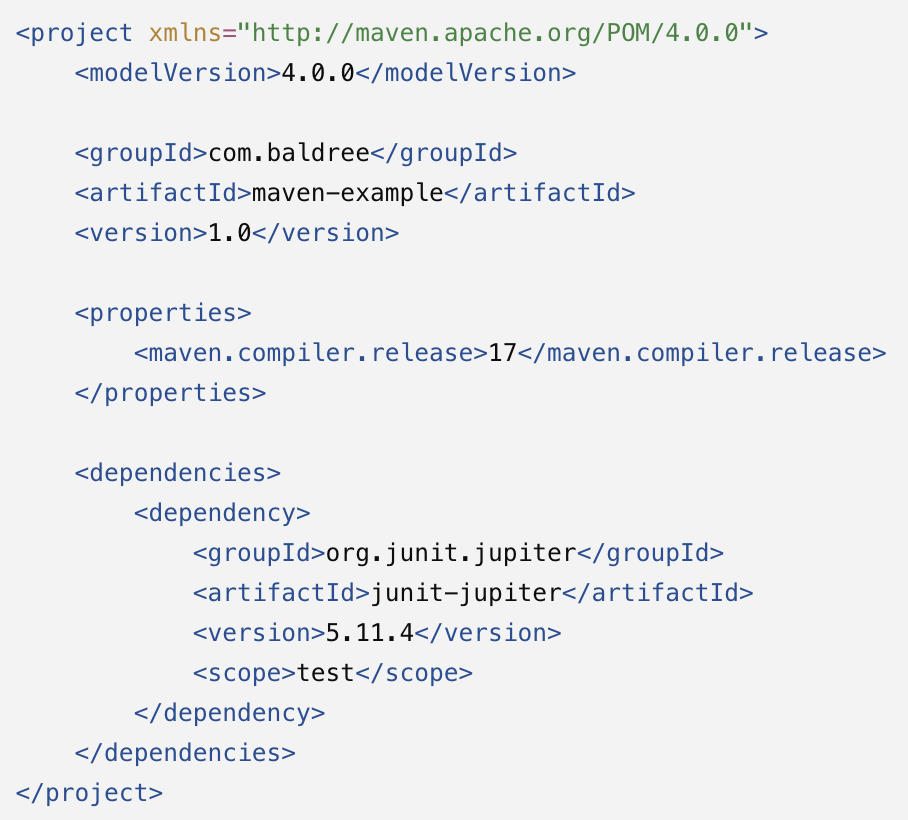 <project xmlns="http://maven.apache.org/POM/4.0.0">
    <modelVersion>4.0.0</modelVersion>

    <groupId>com.baldree</groupId>
    <artifactId>maven-example</artifactId>
    <version>1.0</version>

    <properties>
        <maven.compiler.release>17</maven.compiler.release>
    </properties>

    <dependencies>
        <dependency>
            <groupId>org.junit.jupiter</groupId>
            <artifactId>junit-jupiter</artifactId>
            <version>5.11.4</version>
            <scope>test</scope>
        </dependency>
    </dependencies>
</project>